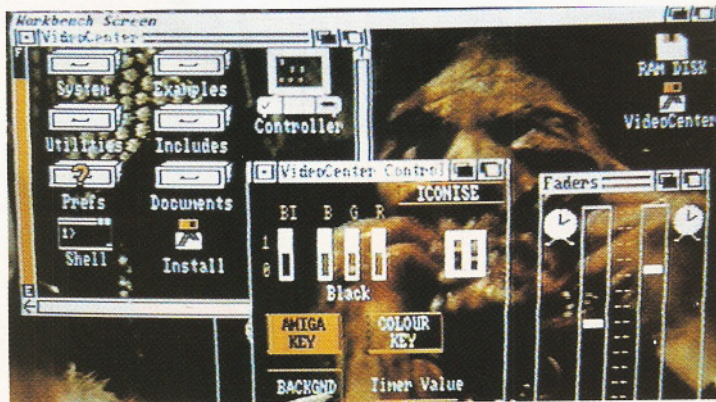 Workbench Screen
VideoCenter
System
Examples
Utilities
Includes
Controller
Prefs
Documents
1>
Shell
Install
RAM DISK
VideoCenter
VideoCenter Control
ICONISE
BI B G R
1
0
Black
AMIGA KEY
COLOUR KEY
BACKGND
Timer Value
Faders
F
E